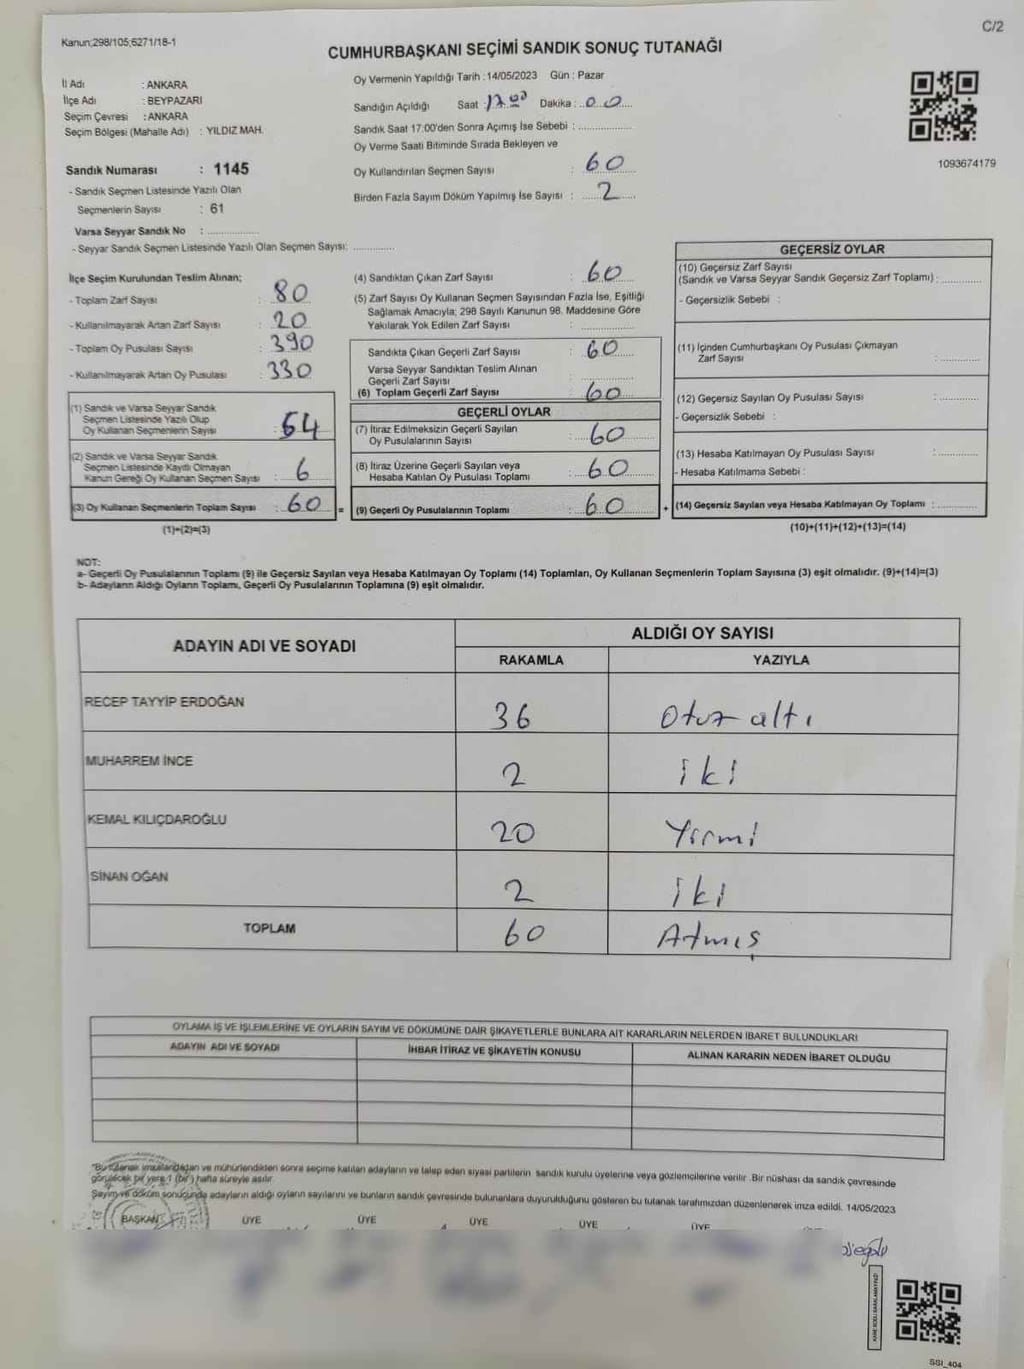 C/2
Kanun;298/105;6271/18-1
CUMHURBAŞKANI SEÇİMİ SANDIK SONUÇ TUTANAĞI
İl Adı : ANKARA
İlçe Adı : BEYPAZARI
Seçim Çevresi : ANKARA
Seçim Bölgesi (Mahalle Adı) : YILDIZ MAH.
Sandık Numarası : 1145
- Sandık Seçmen Listesinde Yazılı Olan
Seçmenlerin Sayısı : 61
Varsa Seyyar Sandık No : ....................
- Seyyar Sandık Seçmen Listesinde Yazılı Olan Seçmen Sayısı: .............
Oy Vermenin Yapıldığı Tarih : 14/05/2023 Gün : Pazar
Sandığın Açıldığı Saat : 17.00 Dakika : 00
Sandık Saat 17:00'den Sonra Açımış İse Sebebi : ..................
Oy Verme Saati Bitiminde Sırada Bekleyen ve
Oy Kullandırılan Seçmen Sayısı : 60
Birden Fazla Sayım Döküm Yapılmış İse Sayısı : 2
1093674179
İlçe Seçim Kurulundan Teslim Alınan;
- Toplam Zarf Sayısı : 80
- Kullanılmayarak Artan Zarf Sayısı : 20
- Toplam Oy Pusulası Sayısı : 390
- Kullanılmayarak Artan Oy Pusulası : 330
(1) Sandık ve Varsa Seyyar Sandık
Seçmen Listesinde Yazılı Olup
Oy Kullanan Seçmenlerin Sayısı : 54
(2) Sandık ve Varsa Seyyar Sandık
Seçmen Listesinde Kayıtlı Olmayan
Kanun Gereği Oy Kullanan Seçmen Sayısı : 6
(3) Oy Kullanan Seçmenlerin Toplam Sayısı : 60 =
(1)+(2)=(3)
(4) Sandıktan Çıkan Zarf Sayısı : 60
(5) Zarf Sayısı Oy Kullanan Seçmen Sayısından Fazla İse, Eşitliği
Sağlamak Amacıyla; 298 Sayılı Kanunun 98. Maddesine Göre
Yakılarak Yok Edilen Zarf Sayısı : ..................
Sandıkta Çıkan Geçerli Zarf Sayısı : 60
Varsa Seyyar Sandıktan Teslim Alınan
Geçerli Zarf Sayısı : ..................
(6) Toplam Geçerli Zarf Sayısı : 60
GEÇERLİ OYLAR
(7) İtiraz Edilmeksizin Geçerli Sayılan
Oy Pusulalarının Sayısı : 60
(8) İtiraz Üzerine Geçerli Sayılan veya
Hesaba Katılan Oy Pusulası Toplamı : 60
(9) Geçerli Oy Pusulalarının Toplamı : 60 +
GEÇERSİZ OYLAR
(10) Geçersiz Zarf Sayısı
(Sandık ve Varsa Seyyar Sandık Geçersiz Zarf Toplamı) : ............
- Geçersizlik Sebebi :
(11) İçinden Cumhurbaşkanı Oy Pusulası Çıkmayan
Zarf Sayısı : ............
(12) Geçersiz Sayılan Oy Pusulası Sayısı : ............
- Geçersizlik Sebebi :
(13) Hesaba Katılmayan Oy Pusulası Sayısı : ............
- Hesaba Katılmama Sebebi :
(14) Geçersiz Sayılan veya Hesaba Katılmayan Oy Toplamı : ............
(10)+(11)+(12)+(13)=(14)
NOT:
a- Geçerli Oy Pusulalarının Toplamı (9) ile Geçersiz Sayılan veya Hesaba Katılmayan Oy Toplamı (14) Toplamları, Oy Kullanan Seçmenlerin Toplam Sayısına (3) eşit olmalıdır. (9)+(14)=(3)
b- Adayların Aldığı Oyların Toplamı, Geçerli Oy Pusulalarının Toplamına (9) eşit olmalıdır.
ADAYIN ADI VE SOYADI ALDIĞI OY SAYISI
RAKAMLA YAZIYLA
RECEP TAYYİP ERDOĞAN 36 Otuz altı
MUHARREM İNCE 2 iki
KEMAL KILIÇDAROĞLU 20 Yirmi
SİNAN OĞAN 2 iki
TOPLAM 60 Atmış
OYLAMA İŞ VE İŞLEMLERİNE VE OYLARIN SAYIM VE DÖKÜMÜNE DAİR ŞİKAYETLERLE BUNLARA AİT KARARLARIN NELERDEN İBARET BULUNDUKLARI
ADAYIN ADI VE SOYADI İHBAR İTİRAZ VE ŞİKAYETİN KONUSU ALINAN KARARIN NEDEN İBARET OLDUĞU
"Bu tutanak imzalandıktan ve mühürlendikten sonra seçime katılan adayların ve talep eden siyasi partilerin sandık kurulu üyelerine veya gözlemcilerine verilir. Bir nüshası da sandık çevresinde
görülecek bir yere 1 (bir) hafta süreyle asılır.
Sayım ve döküm sonucunda adayların aldığı oyların sayılarını ve bunların sandık çevresinde bulunanlara duyurulduğunu gösteren bu tutanak tarafımızdan düzenlenerek imza edildi. 14/05/2023
BAŞKAN ÜYE ÜYE ÜYE ÜYE ÜYE
SSI_404